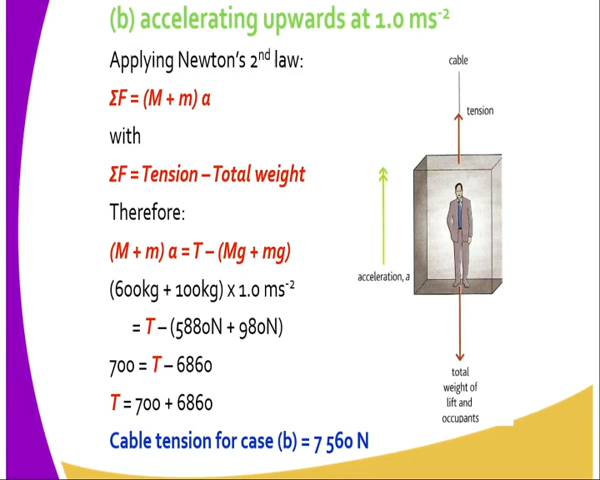 (b) accelerating upwards at 1.0 ms⁻²
Applying Newton's 2ⁿᵈ law:
ΣF = (M + m) a
with
ΣF = Tension – Total weight
Therefore:
(M + m) a = T – (Mg + mg)
(600kg + 100kg) x 1.0 ms⁻²
= T – (5880N + 980N)
700 = T – 6860
T = 700 + 6860
Cable tension for case (b) = 7 560 N
cable
tension
acceleration, a
total
weight of
lift and
occupants